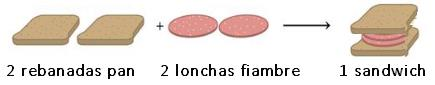 +
2 rebanadas pan 2 lonchas fiambre 1 sandwich